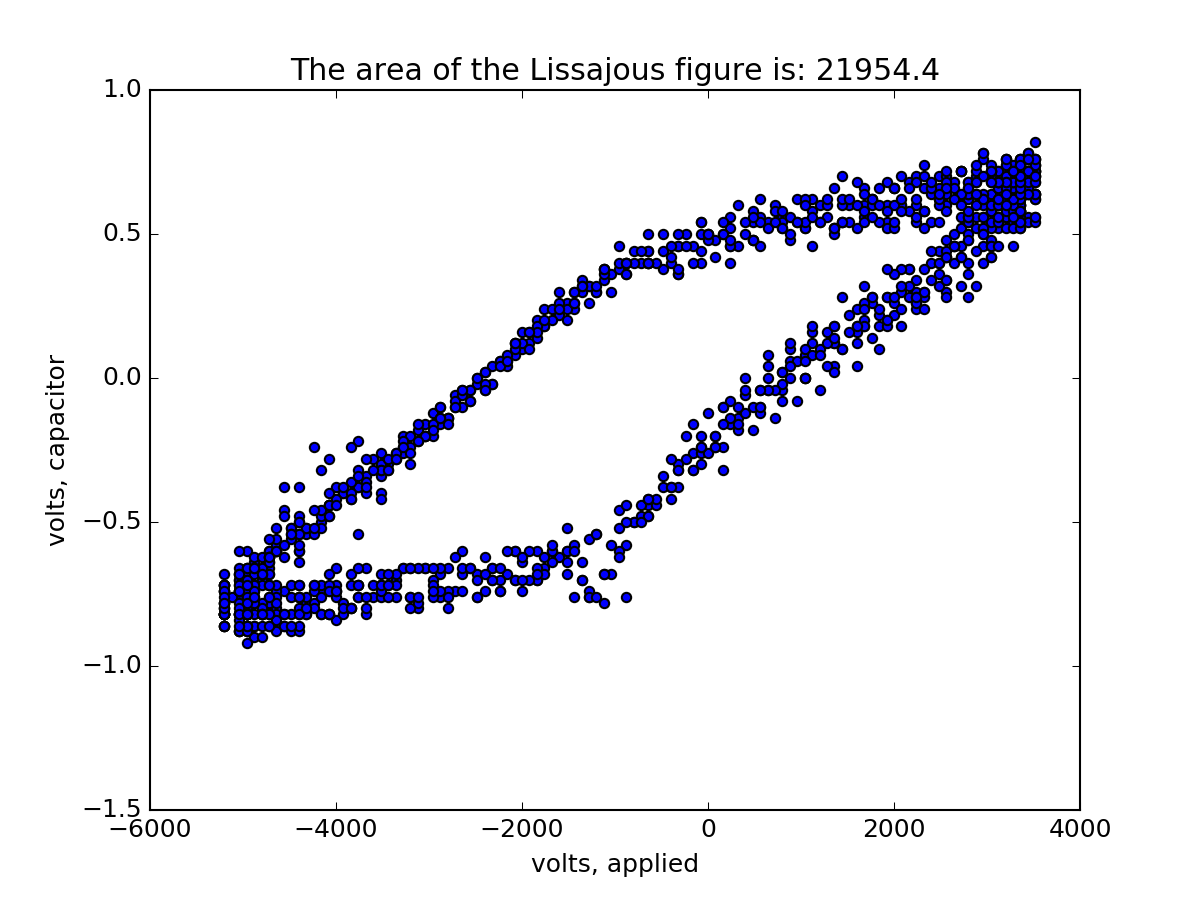 The area of the Lissajous figure is: 21954.4
1.0
0.5
0.0
−0.5
−1.0
−1.5
volts, capacitor
−6000 −4000 −2000 0 2000 4000
volts, applied